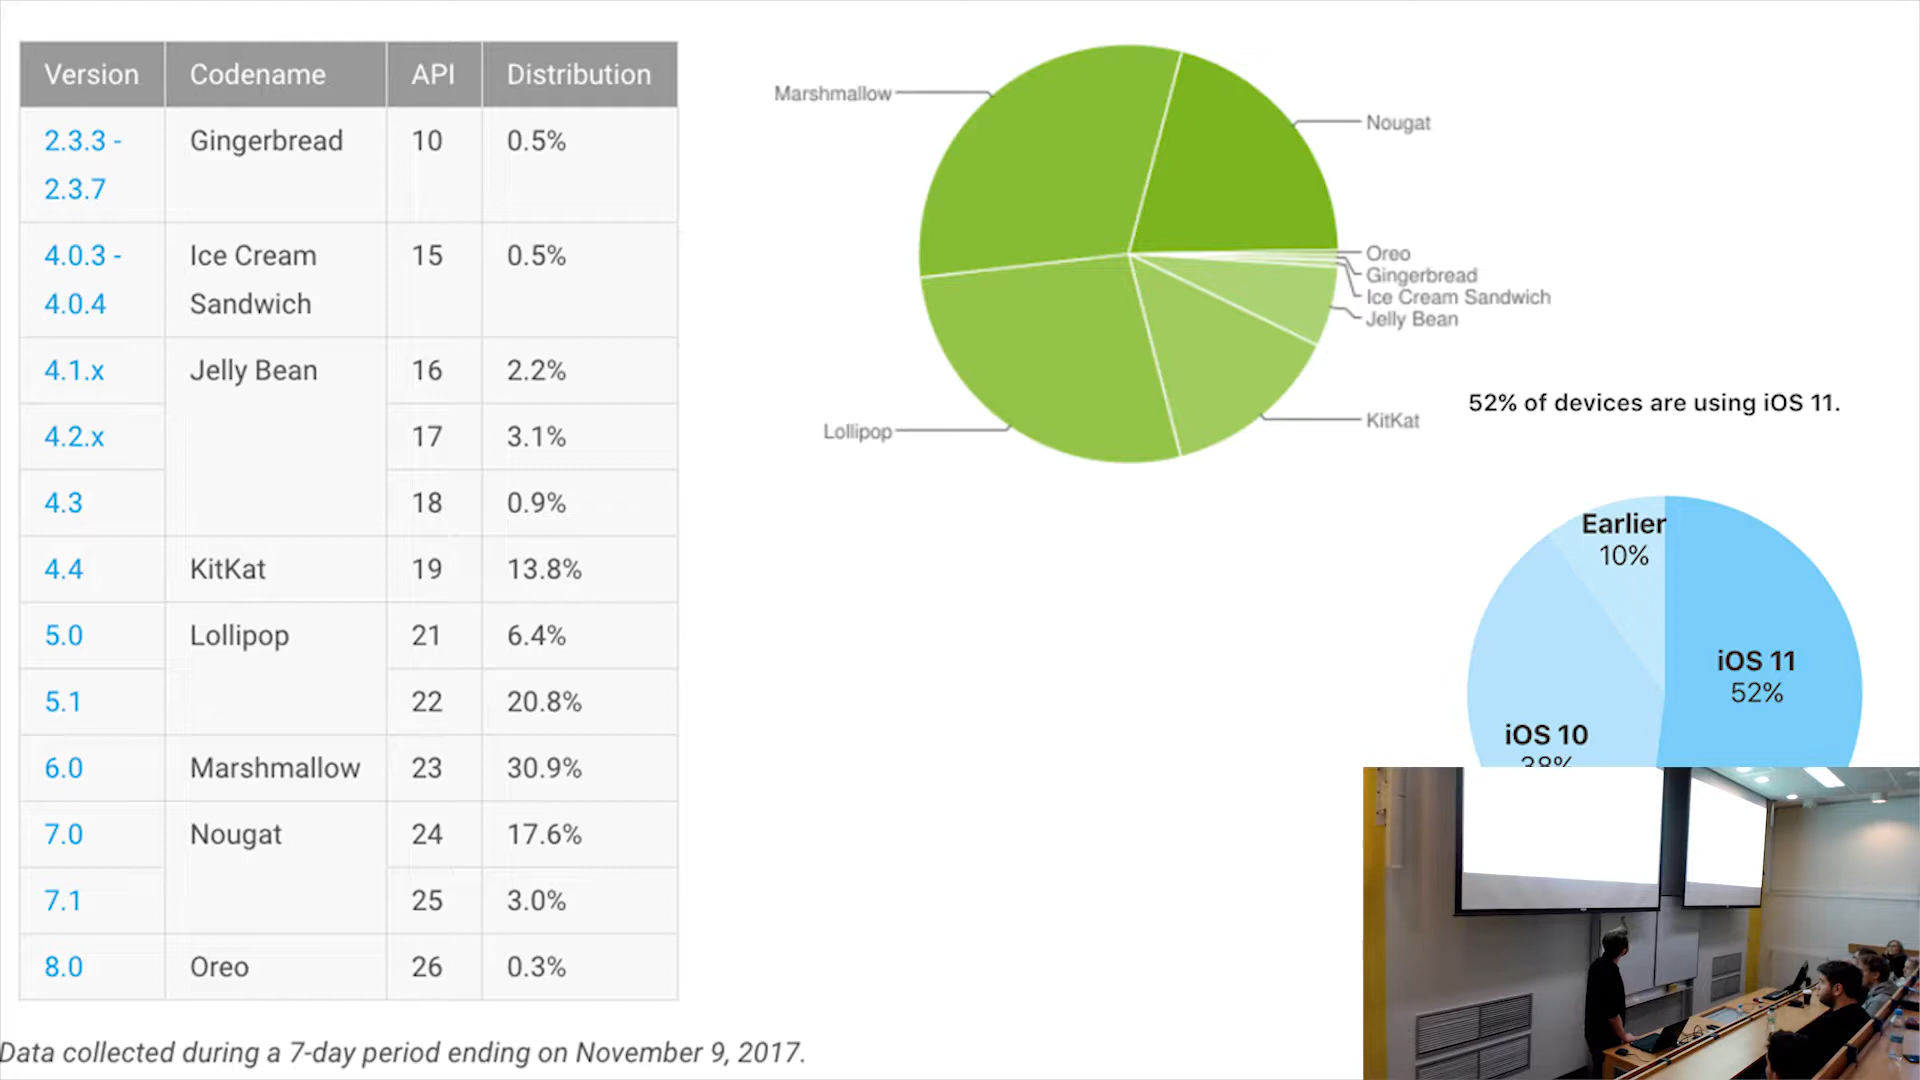 Version Codename API Distribution
2.3.3 - Gingerbread 10 0.5%
2.3.7
4.0.3 - Ice Cream 15 0.5%
4.0.4 Sandwich
4.1.x Jelly Bean 16 2.2%
4.2.x 17 3.1%
4.3 18 0.9%
4.4 KitKat 19 13.8%
5.0 Lollipop 21 6.4%
5.1 22 20.8%
6.0 Marshmallow 23 30.9%
7.0 Nougat 24 17.6%
7.1 25 3.0%
8.0 Oreo 26 0.3%
Data collected during a 7-day period ending on November 9, 2017.
Marshmallow
Nougat
Oreo
Gingerbread
Ice Cream Sandwich
Jelly Bean
KitKat
Lollipop
52% of devices are using iOS 11.
Earlier
10%
iOS 11
52%
iOS 10
38%